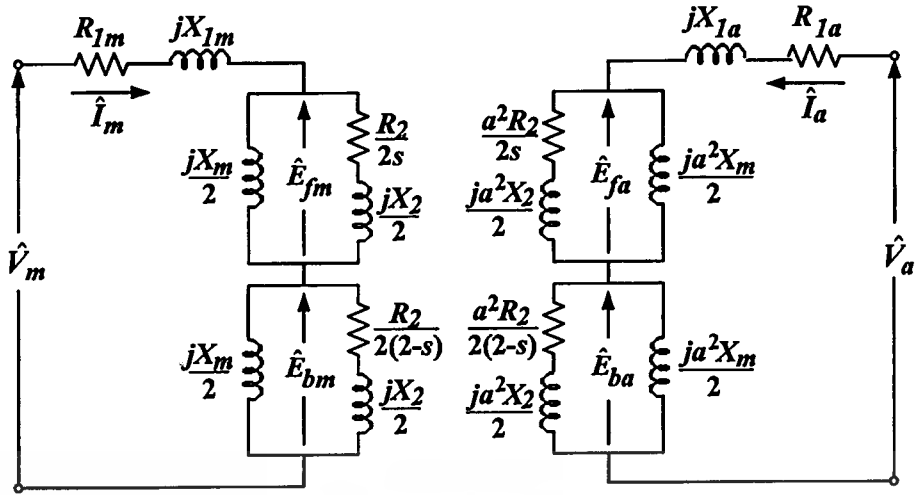 R1m jX1m jX1a R1a
Îm Îa
jXm/2 Êfm R2/2s jX2/2 a²R2/2s ja²X2/2 Êfa ja²Xm/2
V̂m V̂a
jXm/2 Êbm R2/2(2-s) jX2/2 a²R2/2(2-s) ja²X2/2 Êba ja²Xm/2